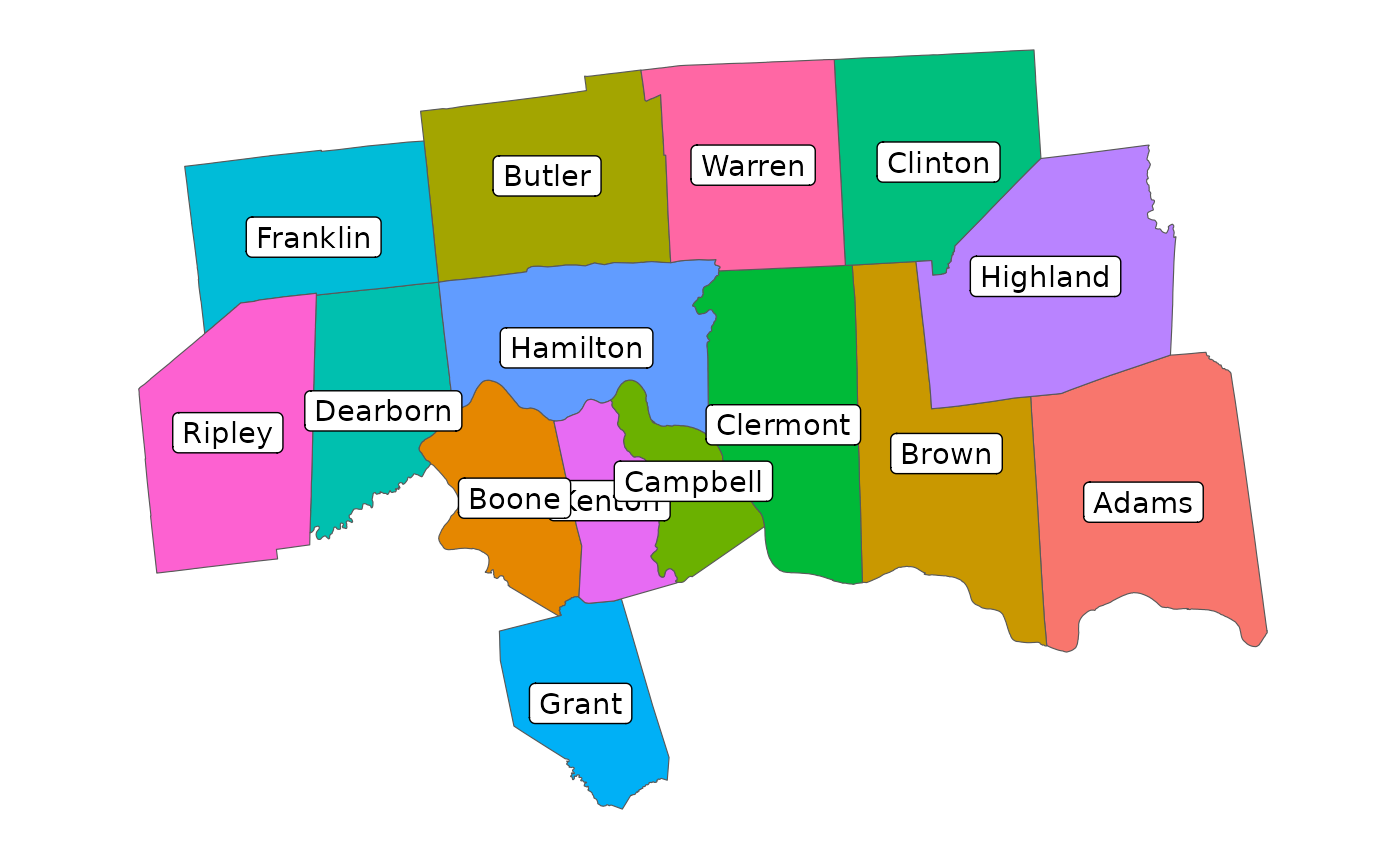 Butler
Warren
Clinton
Franklin
Highland
Hamilton
Dearborn
Clermont
Ripley
Brown
Campbell
Boone
Kenton
Adams
Grant